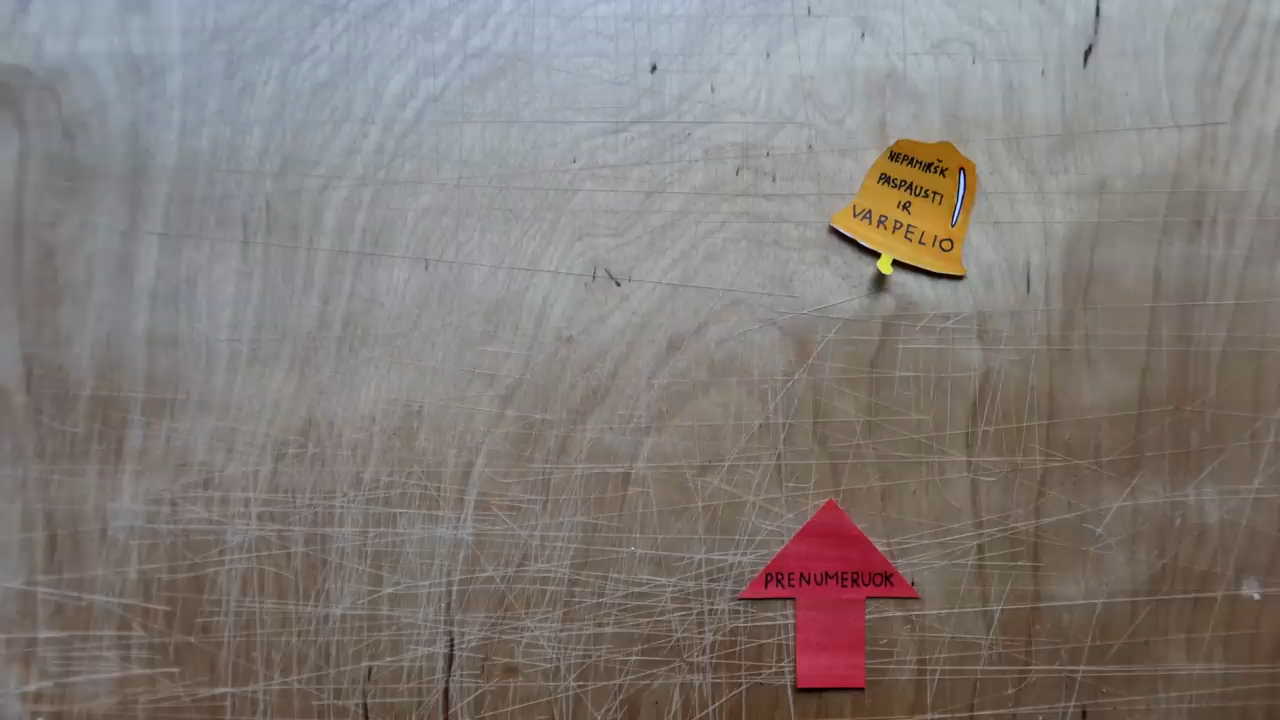 NEPAMIRŠK
PASPAUSTI
IR
VARPELIO
PRENUMERUOK